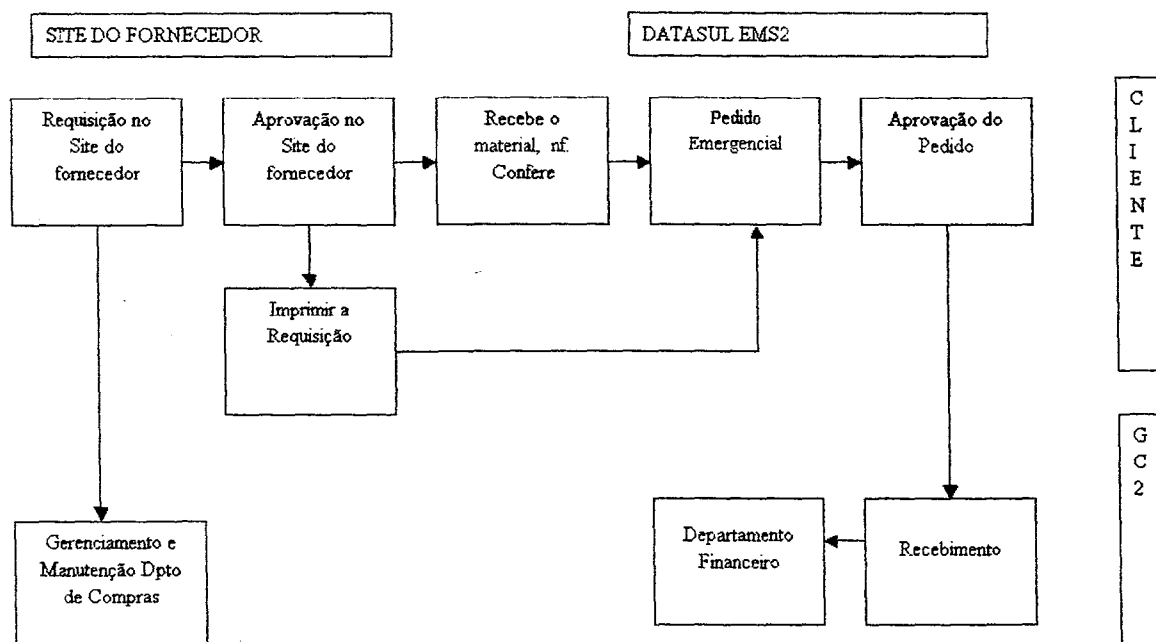 SITE DO FORNECEDOR
DATASUL EMS2
Requisição no
Site do
fornecedor
Aprovação no
Site do
fornecedor
Recebe o
material, nf.
Confere
Pedido
Emergencial
Aprovação do
Pedido
C
L
I
E
N
T
E
Imprimir a
Requisição
G
C
2
Gerenciamento e
Manutenção Dpto
de Compras
Departamento
Financeiro
Recebimento